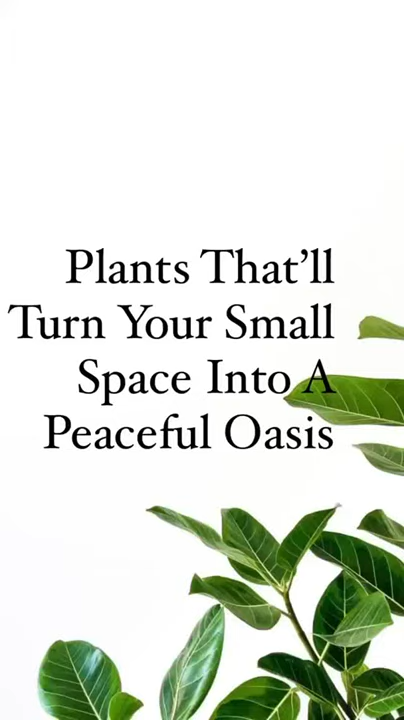 Plants That’ll
Turn Your Small
Space Into A
Peaceful Oasis